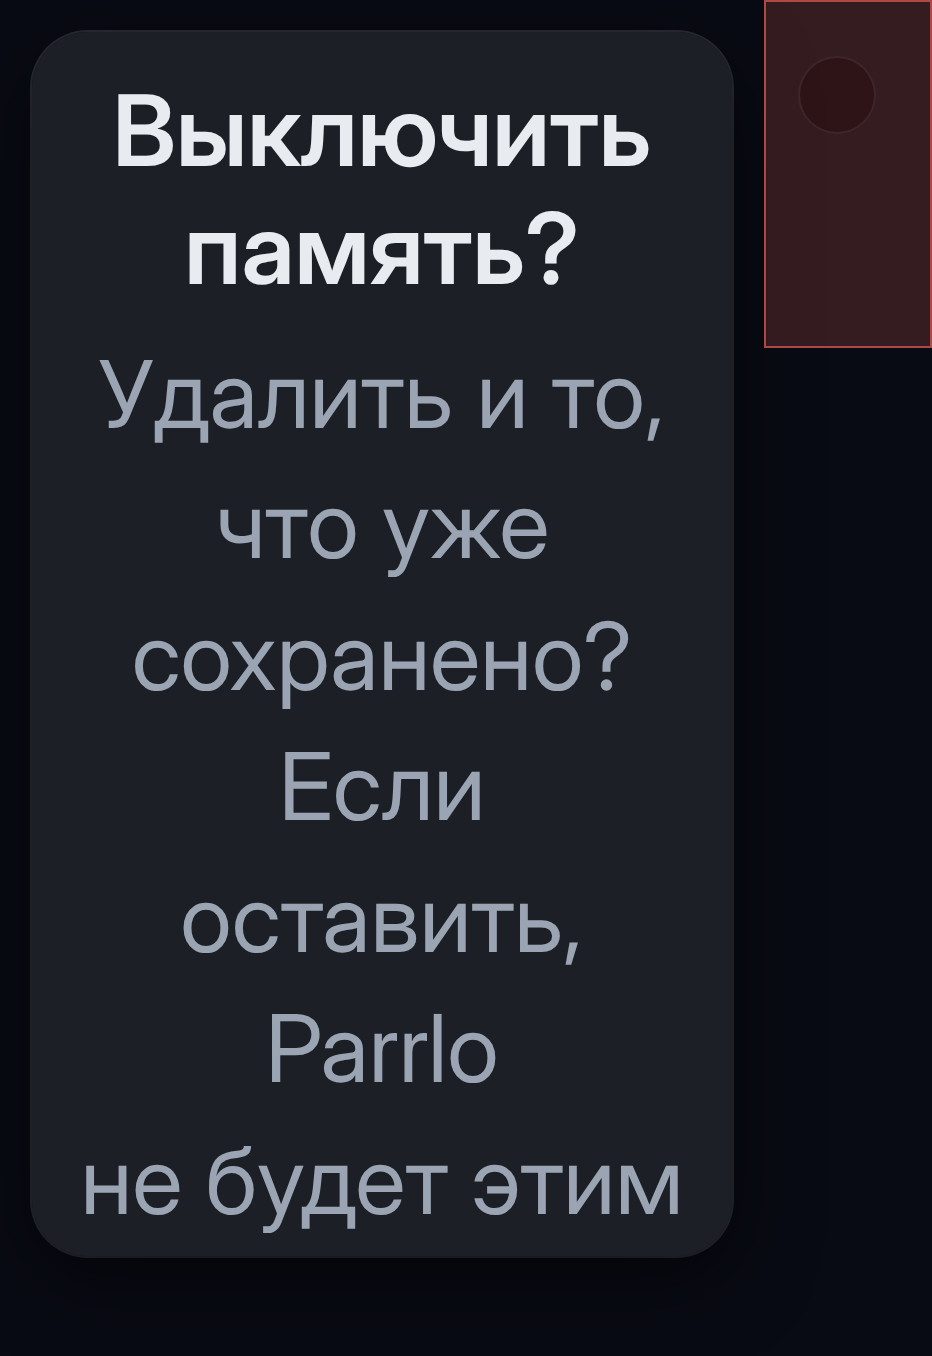 Выключить
память?
Удалить и то,
что уже
сохранено?
Если
оставить,
Parrlo
не будет этим